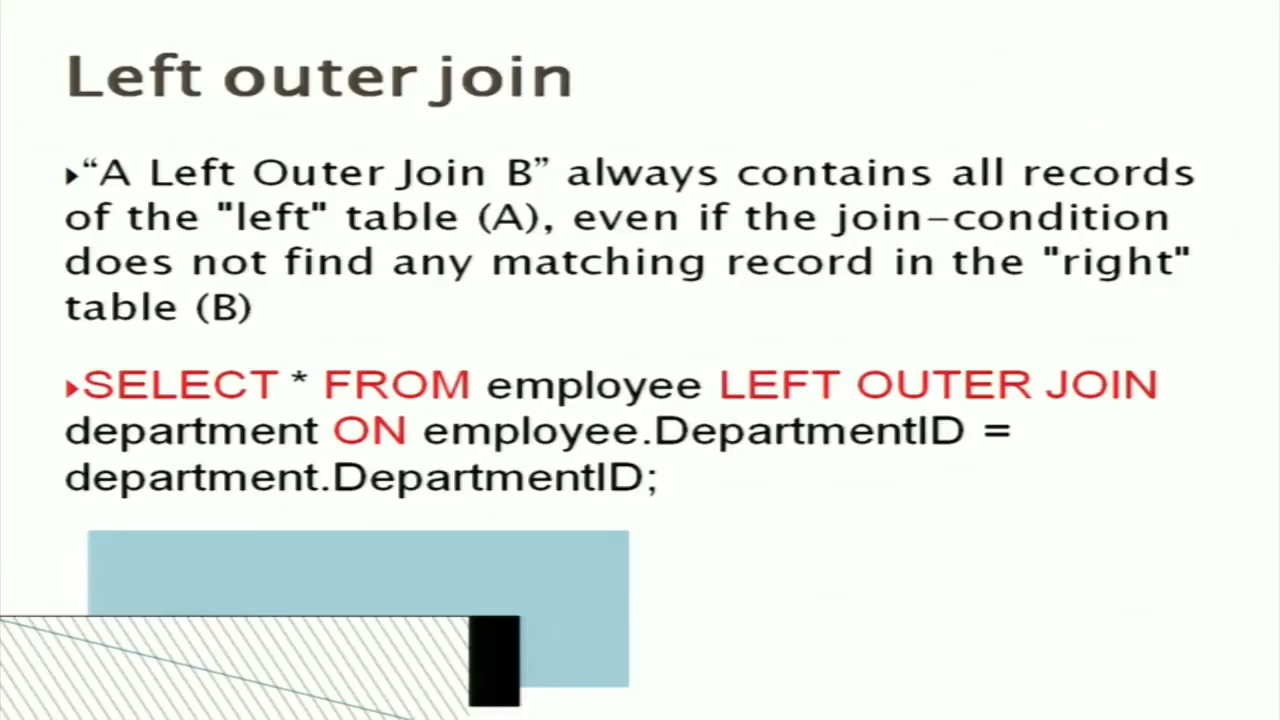 Left outer join
“A Left Outer Join B” always contains all records
of the "left" table (A), even if the join-condition
does not find any matching record in the "right"
table (B)
SELECT * FROM employee LEFT OUTER JOIN
department ON employee.DepartmentID =
department.DepartmentID;